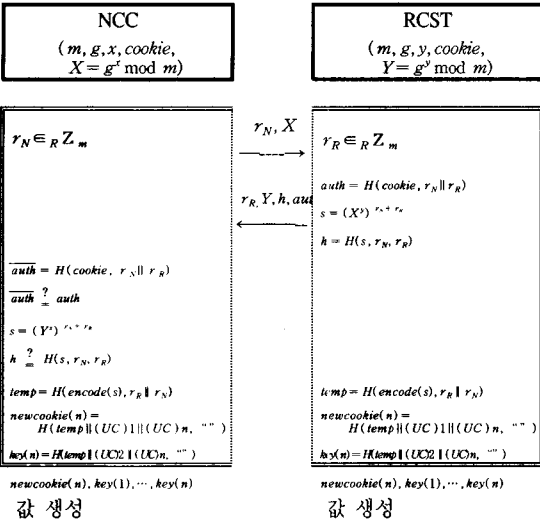 NCC
(m, g, x, cookie,
X = g^x mod m)
RCST
(m, g, y, cookie,
Y = g^y mod m)
r_N ∈_R Z_m
r_N, X
r_R ∈_R Z_m
auth = H(cookie, r_N || r_R)
r_R, Y, h, aut
s = (X^y)^{r_N + r_R}
h = H(s, r_N, r_R)
\overline{auth} = H(cookie, r_N || r_R)
\overline{auth} ≟ auth
s = (Y^x)^{r_N + r_R}
h ≟ H(s, r_N, r_R)
temp = H(encode(s), r_R || r_N)
newcookie(n) =
H(temp || (UC)1 || (UC)n, “”)
key(n) = H(temp || (UC)2 || (UC)n, “”)
newcookie(n), key(1), ⋯, key(n)
값 생성
temp = H(encode(s), r_R || r_N)
newcookie(n) =
H(temp || (UC)1 || (UC)n, “”)
key(n) = H(temp || (UC)2 || (UC)n, “”)
newcookie(n), key(1), ⋯, key(n)
값 생성